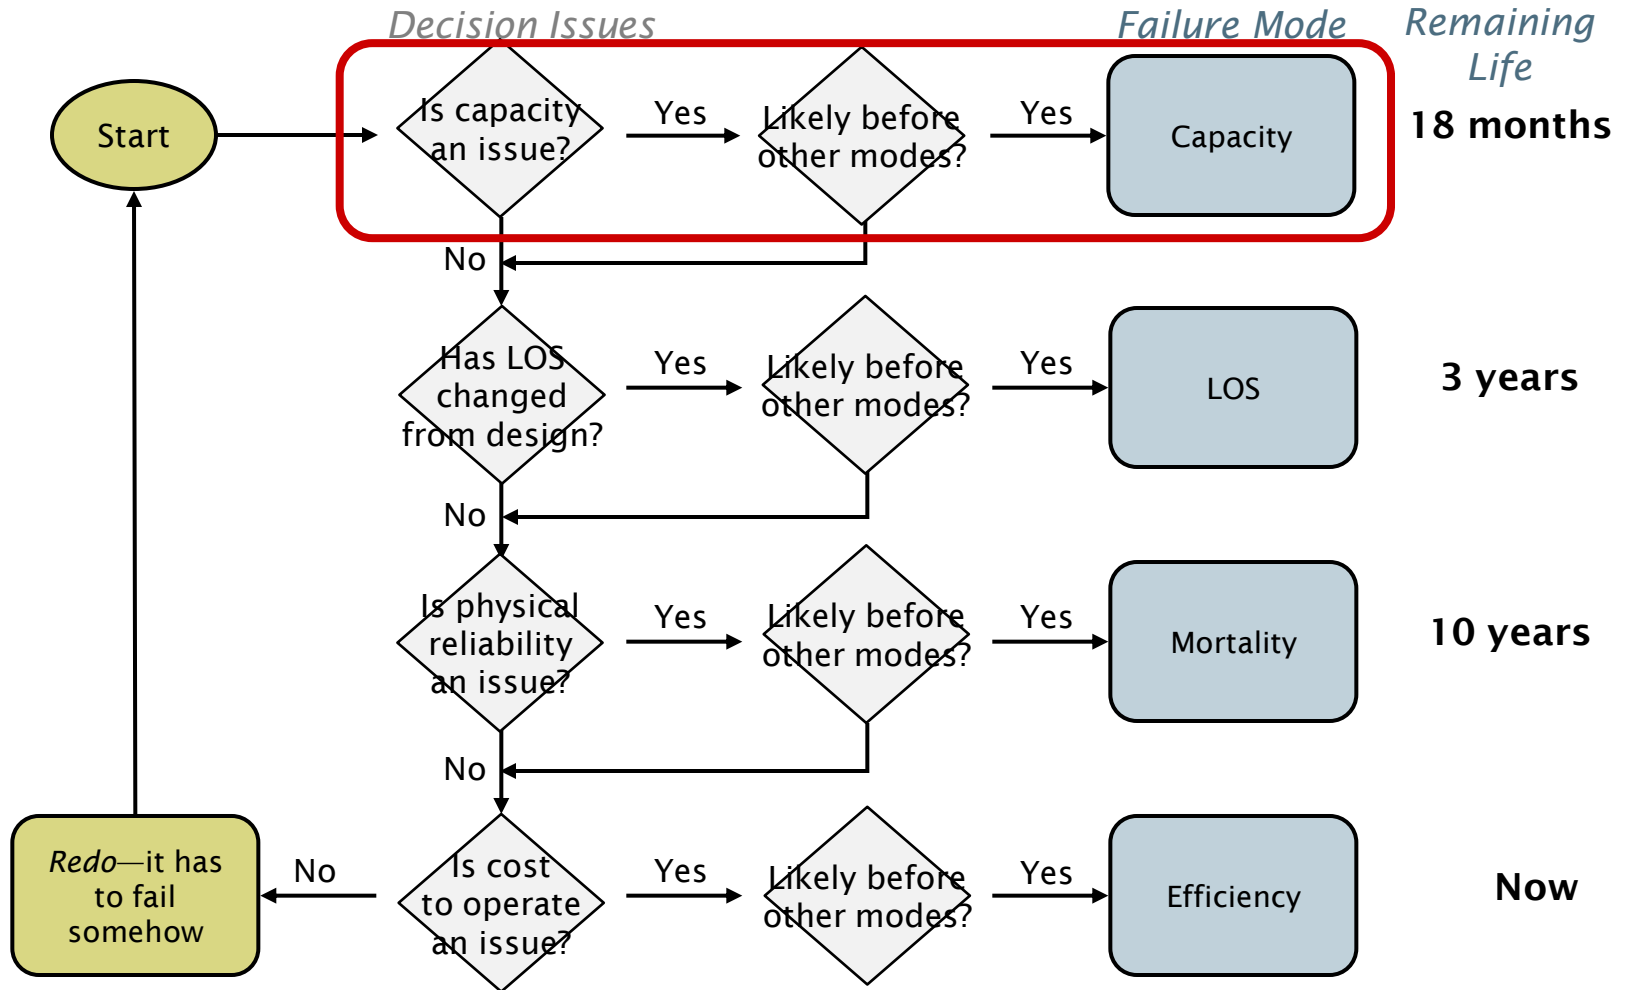 Decision Issues
Failure Mode
Remaining
Life
Start
Is capacity
an issue?
Yes
Likely before
other modes?
Yes
Capacity
18 months
No
Has LOS
changed
from design?
Yes
Likely before
other modes?
Yes
LOS
3 years
No
Is physical
reliability
an issue?
Yes
Likely before
other modes?
Yes
Mortality
10 years
No
Redo—it has
to fail
somehow
No
Is cost
to operate
an issue?
Yes
Likely before
other modes?
Yes
Efficiency
Now